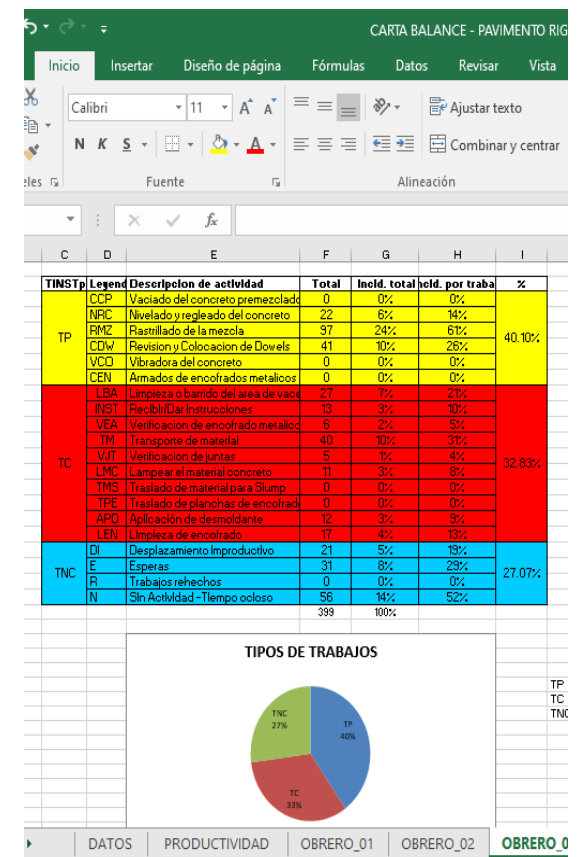 CARTA BALANCE - PAVIMENTO RIG
Inicio Insertar Diseño de página Fórmulas Datos Revisar Vista
Calibri 11 A A Ajustar texto
N K S A Combinar y centrar
eles Fuente Alineación
fx
C D E F G H I
TINSTp Legend Descripcion de actividad Total Incid. total ncid. por traba %
TP
CCP Vaciado del concreto premezclado 0 0% 0%
NRC Nivelado y regleado del concreto 22 6% 14%
RMZ Rastrillado de la mezcla 97 24% 61%
CDW Revision y Colocacion de Dowels 41 10% 26%
VCO Vibradora del concreto 0 0% 0%
CEN Armados de encofrados metalicos 0 0% 0%
40.10%
TC
LBA Limpieza o barrido del area de vace 27 7% 21%
INST Recibir/Dar Instrucciones 13 3% 10%
VEA Verificacion de encofrado metalico 6 2% 5%
TM Transporte de material 40 10% 31%
VJT Verificacion de juntas 5 1% 4%
LMC Lampear el material concreto 11 3% 8%
TMS Traslado de material para Slump 0 0% 0%
TPE Traslado de planchas de encofrado 0 0% 0%
APD Aplicación de desmoldante 12 3% 9%
LEN Limpieza de encofrado 17 4% 13%
32.83%
TNC
DI Desplazamiento Improductivo 21 5% 19%
E Esperas 31 8% 29%
R Trabajos rehechos 0 0% 0%
N Sin Actividad -Tiempo ocioso 56 14% 52%
27.07%
399 100%
TIPOS DE TRABAJOS
TNC
27%
TP
40%
TC
33%
TP
TC
TNC
DATOS PRODUCTIVIDAD OBRERO_01 OBRERO_02 OBRERO_0